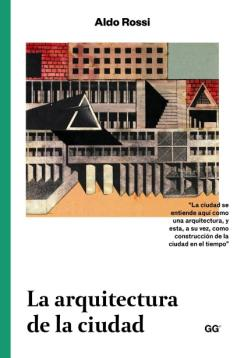 Aldo Rossi
"La ciudad se
entiende aquí como
una arquitectura, y
esta, a su vez, como
construcción de la
ciudad en el tiempo"
La arquitectura
de la ciudad
GG®